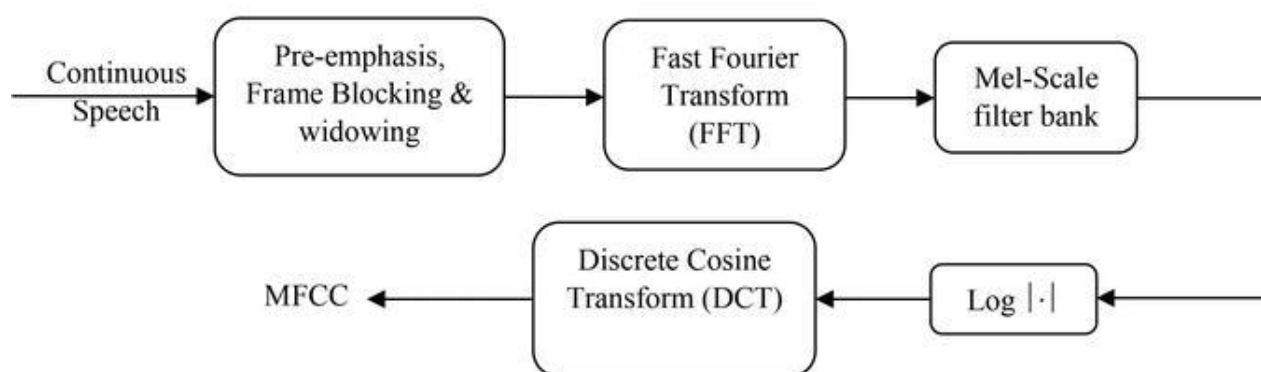 Continuous
Speech
Pre-emphasis,
Frame Blocking &
widowing
Fast Fourier
Transform
(FFT)
Mel-Scale
filter bank
MFCC
Discrete Cosine
Transform (DCT)
Log |·|